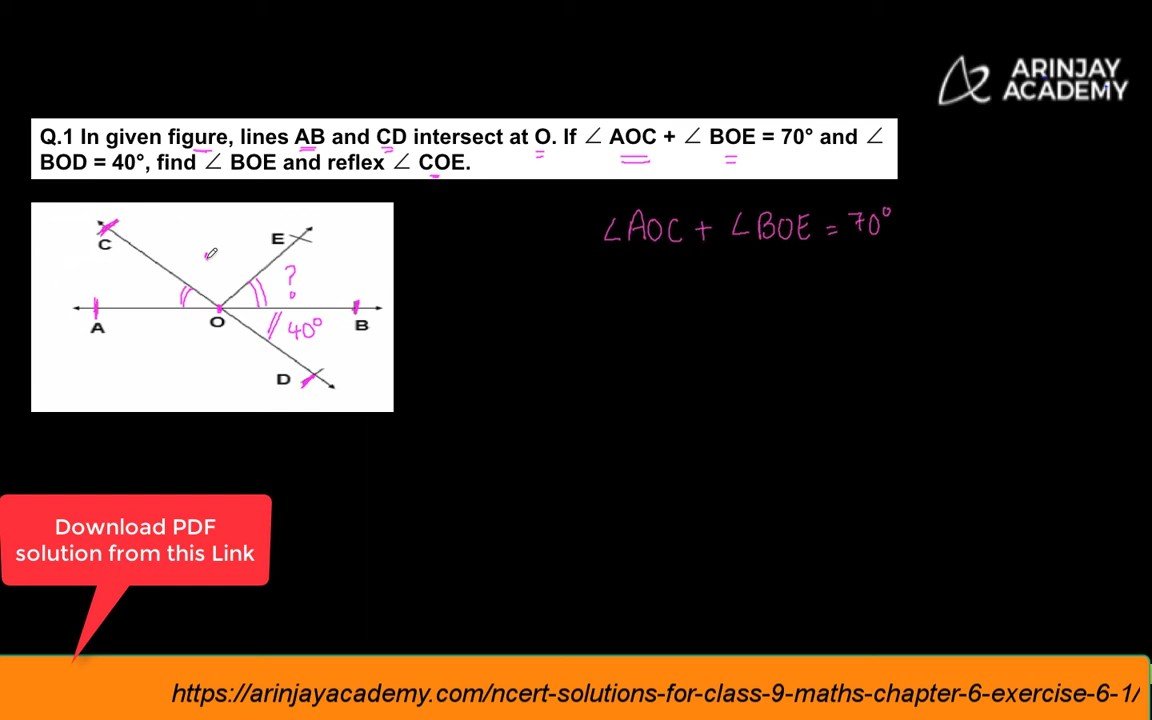 ARINJAY
ACADEMY
Q.1 In given figure, lines AB and CD intersect at O. If ∠ AOC + ∠ BOE = 70° and ∠
BOD = 40°, find ∠ BOE and reflex ∠ COE.
∠AOC + ∠BOE = 70°
C
E
?
A
O
40°
B
D
Download PDF
solution from this Link
https://arinjayacademy.com/ncert-solutions-for-class-9-maths-chapter-6-exercise-6-1/